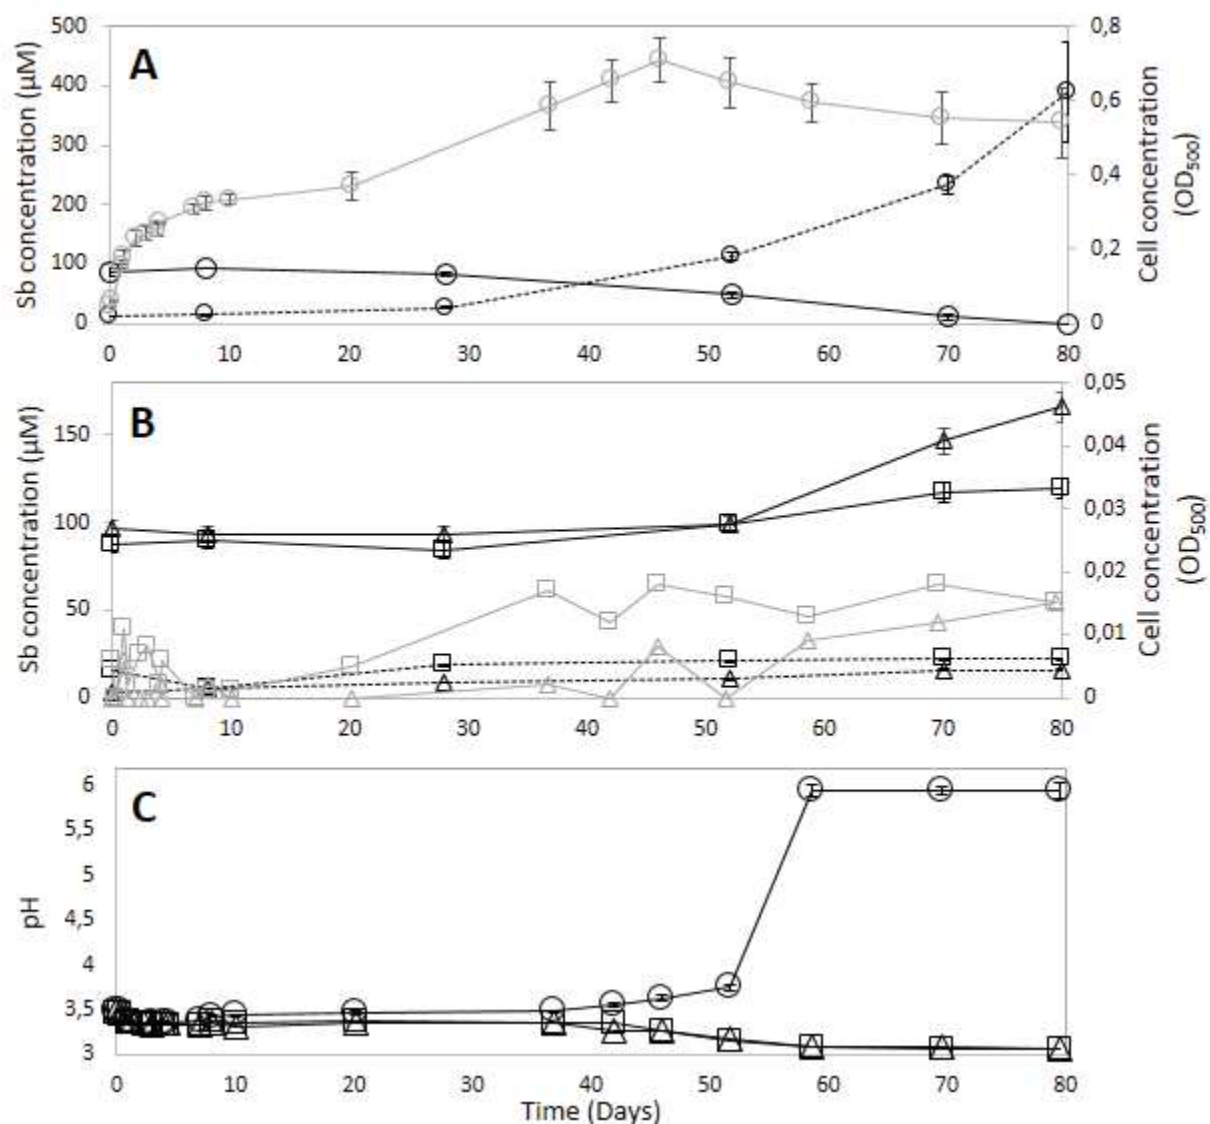 A
Sb concentration (µM)
500
400
300
200
100
0
0,8
0,6
0,4
0,2
0
Cell concentration
(OD500)
0 10 20 30 40 50 60 70 80
B
Sb concentration (µM)
150
100
50
0
0,05
0,04
0,03
0,02
0,01
0
Cell concentration
(OD500)
0 10 20 30 40 50 60 70 80
C
pH
6
5,5
5
4,5
4
3,5
3
0 10 20 30 40 50 60 70 80
Time (Days)